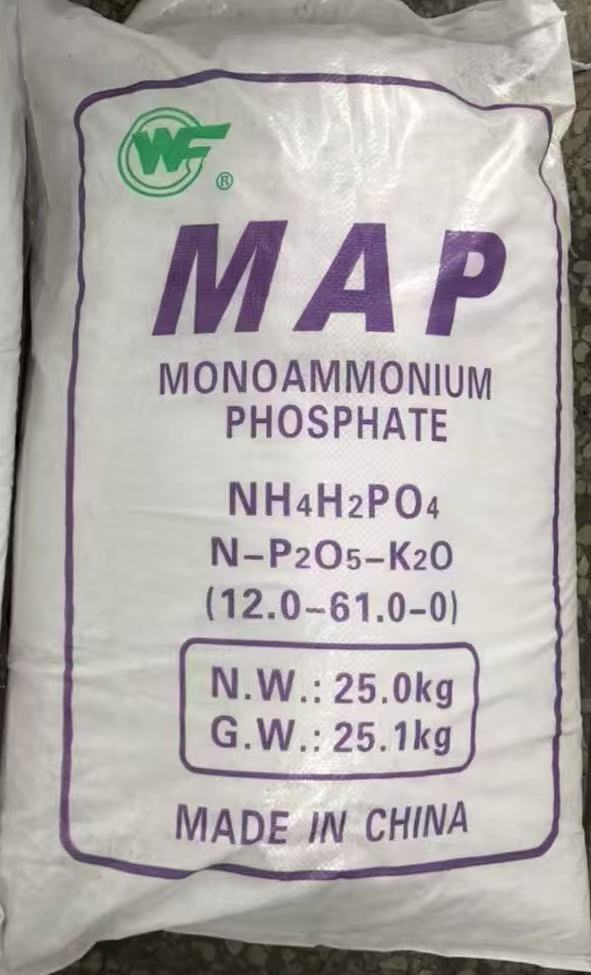 WF
®
MAP
MONOAMMONIUM
PHOSPHATE
NH4H2PO4
N-P2O5-K2O
(12.0-61.0-0)
N.W.: 25.0kg
G.W.: 25.1kg
MADE IN CHINA